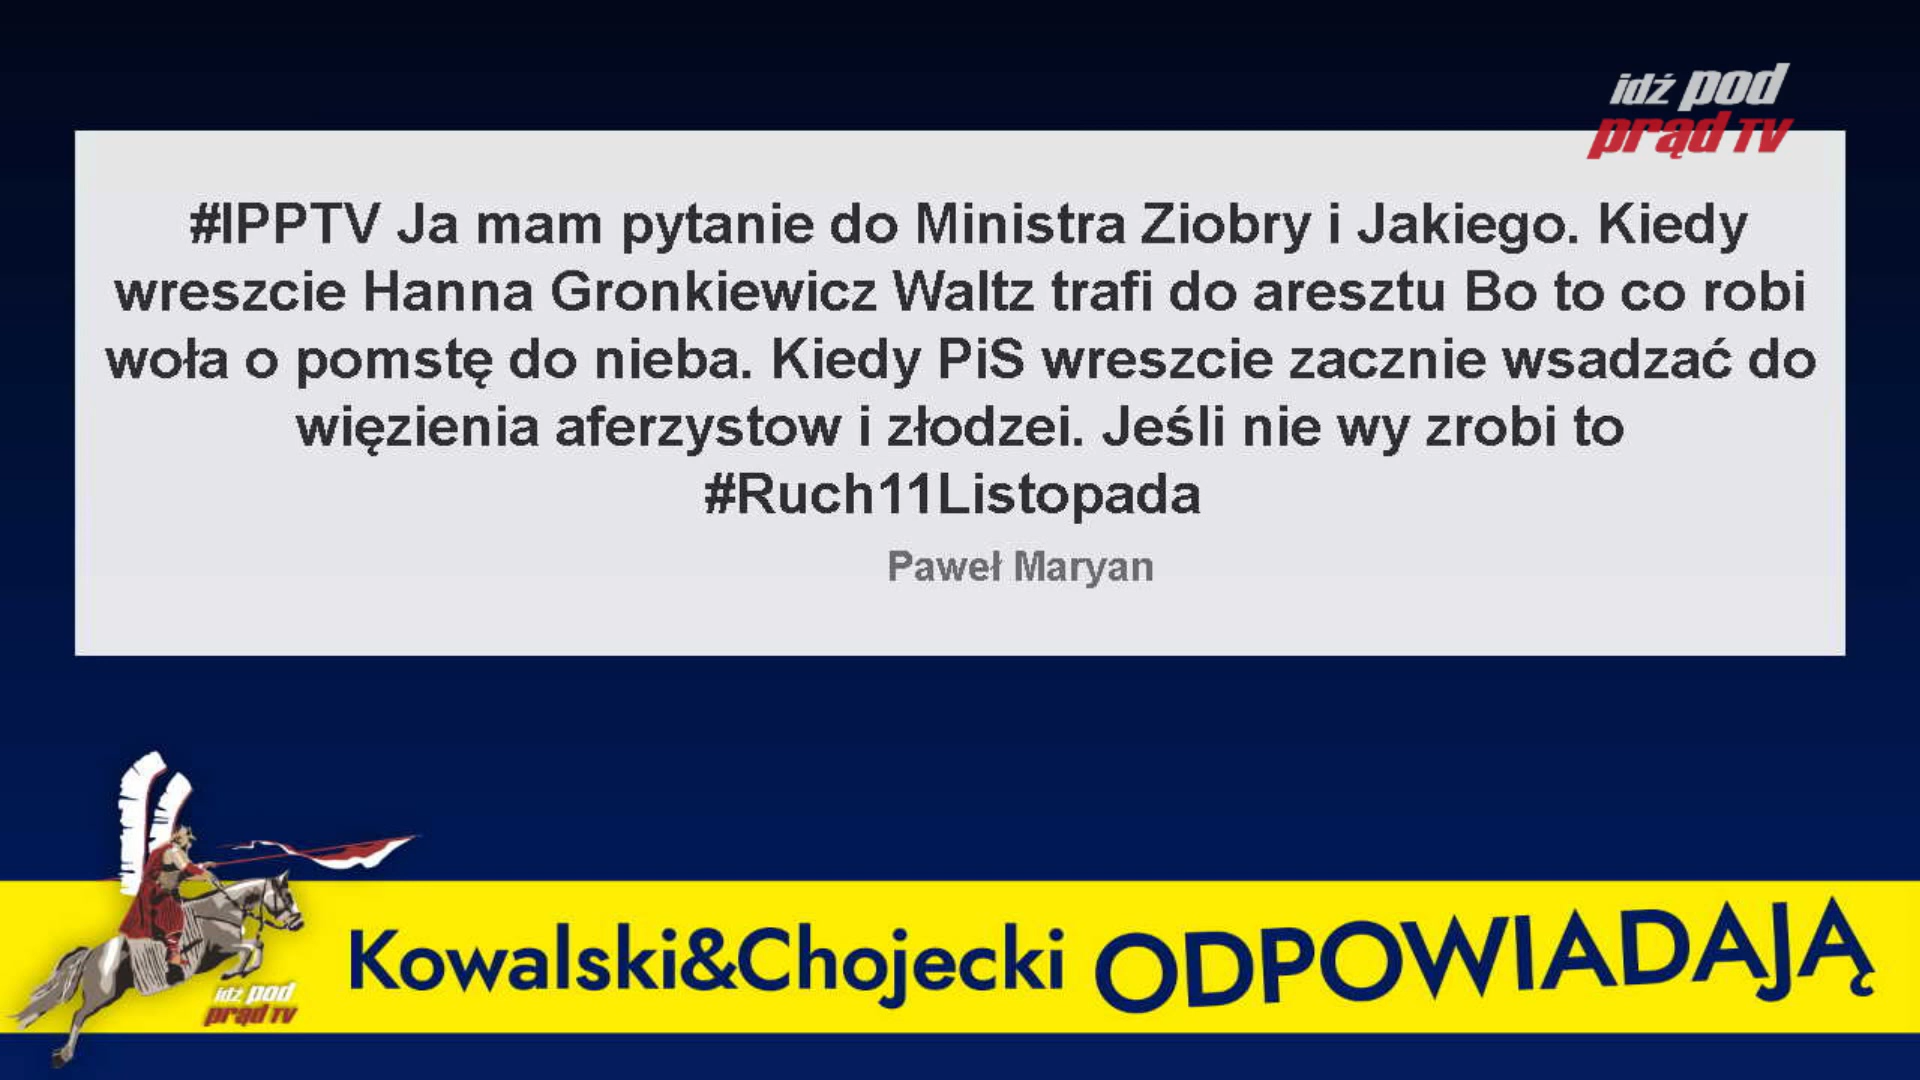 idź pod
prąd TV
#IPPTV Ja mam pytanie do Ministra Ziobry i Jakiego. Kiedy
wreszcie Hanna Gronkiewicz Waltz trafi do aresztu Bo to co robi
woła o pomstę do nieba. Kiedy PiS wreszcie zacznie wsadzać do
więzienia aferzystow i złodzei. Jeśli nie wy zrobi to
#Ruch11Listopada
Paweł Maryan
Kowalski&Chojecki ODPOWIADAJĄ
idź pod
prąd TV